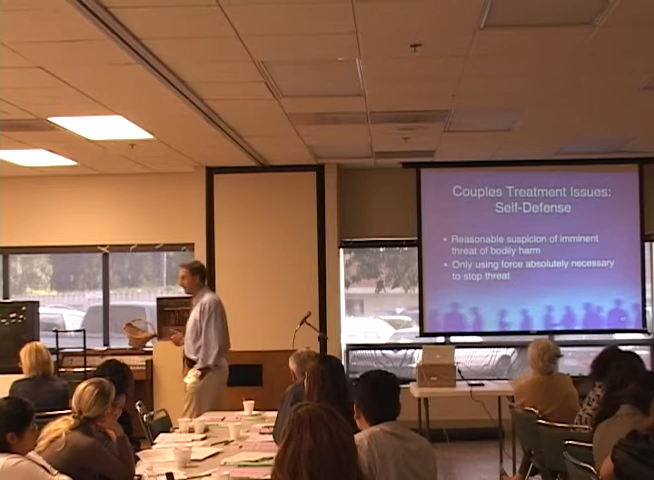 Couples Treatment Issues:
Self-Defense
• Reasonable suspicion of imminent
threat of bodily harm
• Only using force absolutely necessary
to stop threat